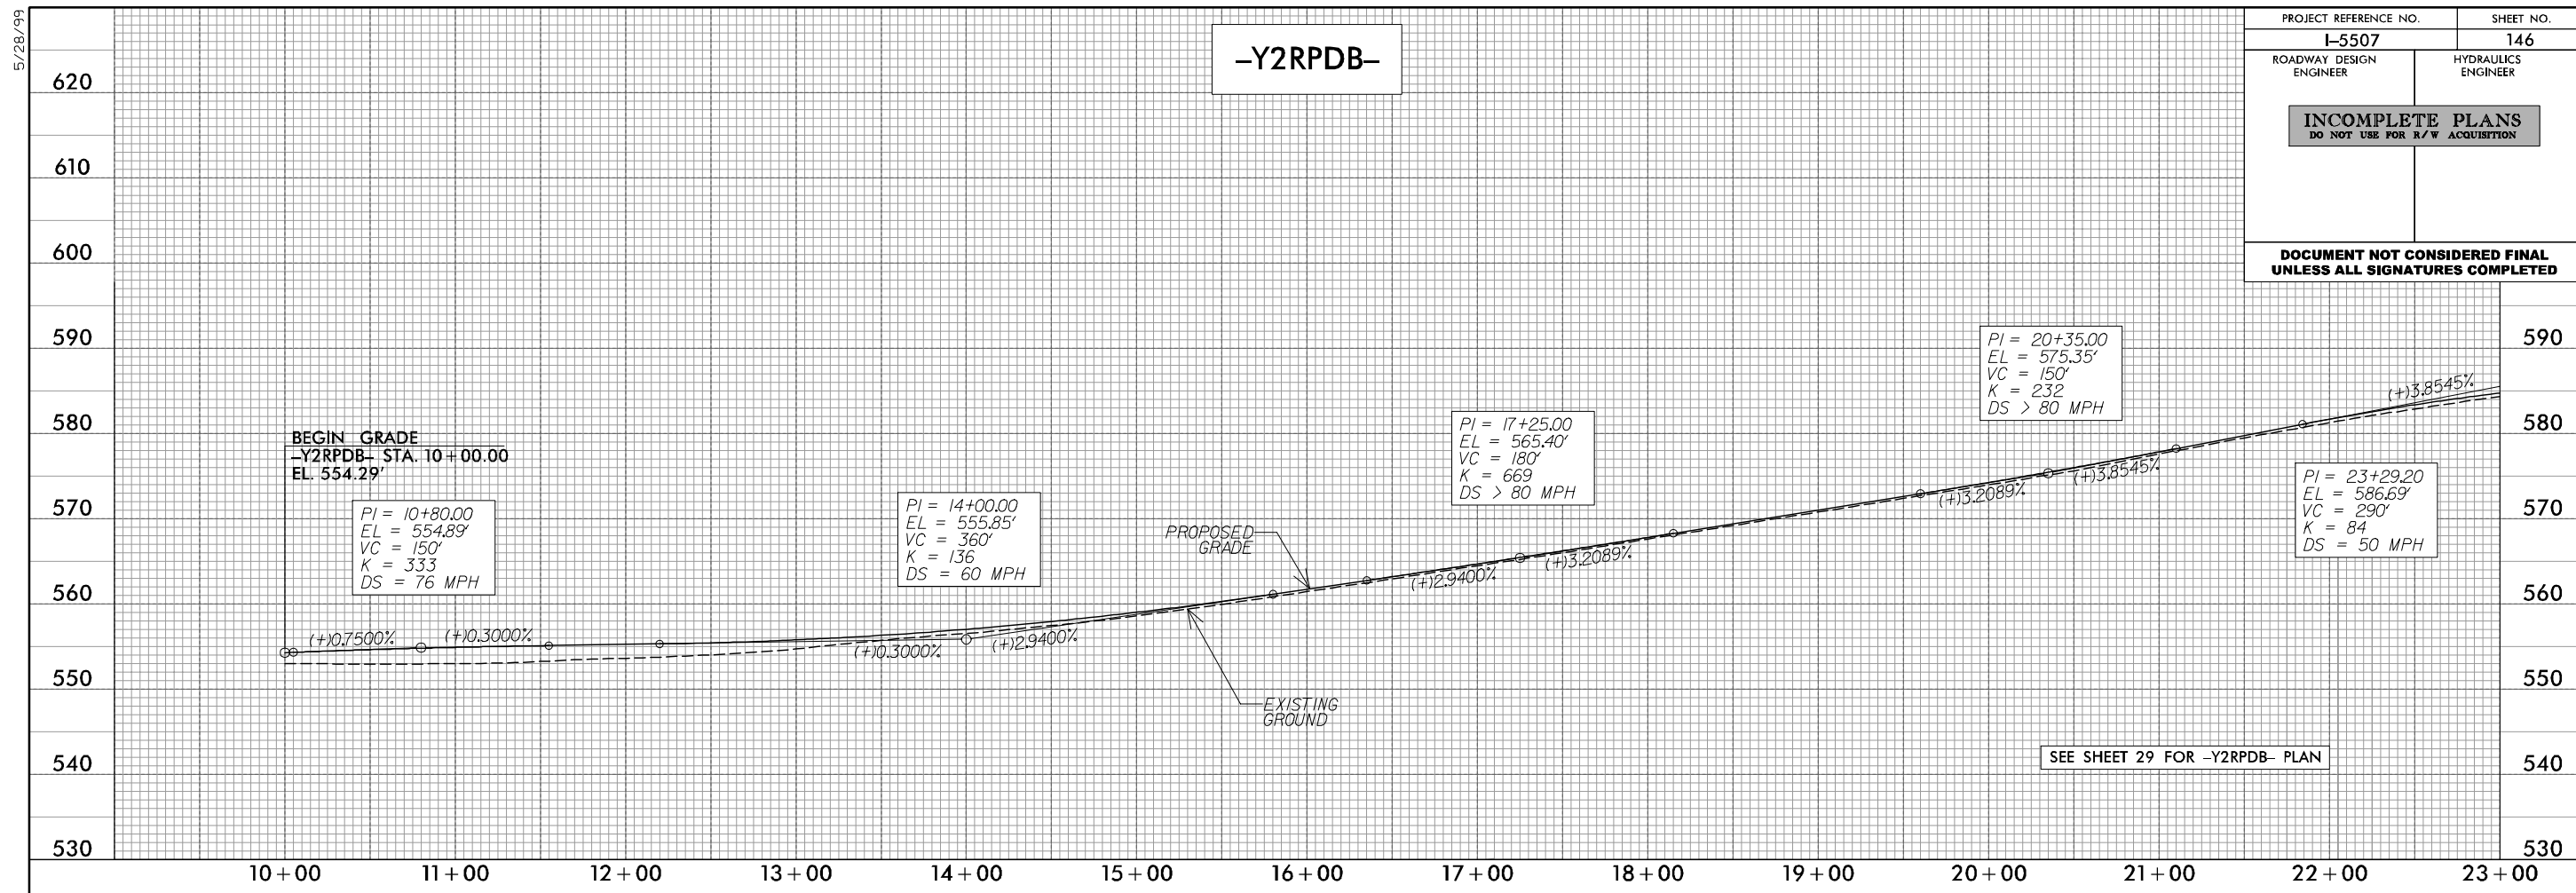 5/28/99
–Y2RPDB–
PROJECT REFERENCE NO.
SHEET NO.
I–5507
146
ROADWAY DESIGN
ENGINEER
HYDRAULICS
ENGINEER
INCOMPLETE PLANS
DO NOT USE FOR R/W ACQUISITION
DOCUMENT NOT CONSIDERED FINAL
UNLESS ALL SIGNATURES COMPLETED
620
610
600
590
580
570
560
550
540
530
590
580
570
560
550
540
530
BEGIN GRADE
–Y2RPDB– STA. 10+00.00
EL. 554.29'
PI = 10+80.00
EL = 554.89'
VC = 150'
K = 333
DS = 76 MPH
PI = 14+00.00
EL = 555.85'
VC = 360'
K = 136
DS = 60 MPH
PI = 17+25.00
EL = 565.40'
VC = 180'
K = 669
DS > 80 MPH
PI = 20+35.00
EL = 575.35'
VC = 150'
K = 232
DS > 80 MPH
PI = 23+29.20
EL = 586.69'
VC = 290'
K = 84
DS = 50 MPH
(+)0.7500%
(+)0.3000%
(+)0.3000%
(+)2.9400%
(+)2.9400%
(+)3.2089%
(+)3.2089%
(+)3.8545%
(+)3.8545%
PROPOSED
GRADE
EXISTING
GROUND
SEE SHEET 29 FOR –Y2RPDB– PLAN
10+00
11+00
12+00
13+00
14+00
15+00
16+00
17+00
18+00
19+00
20+00
21+00
22+00
23+00